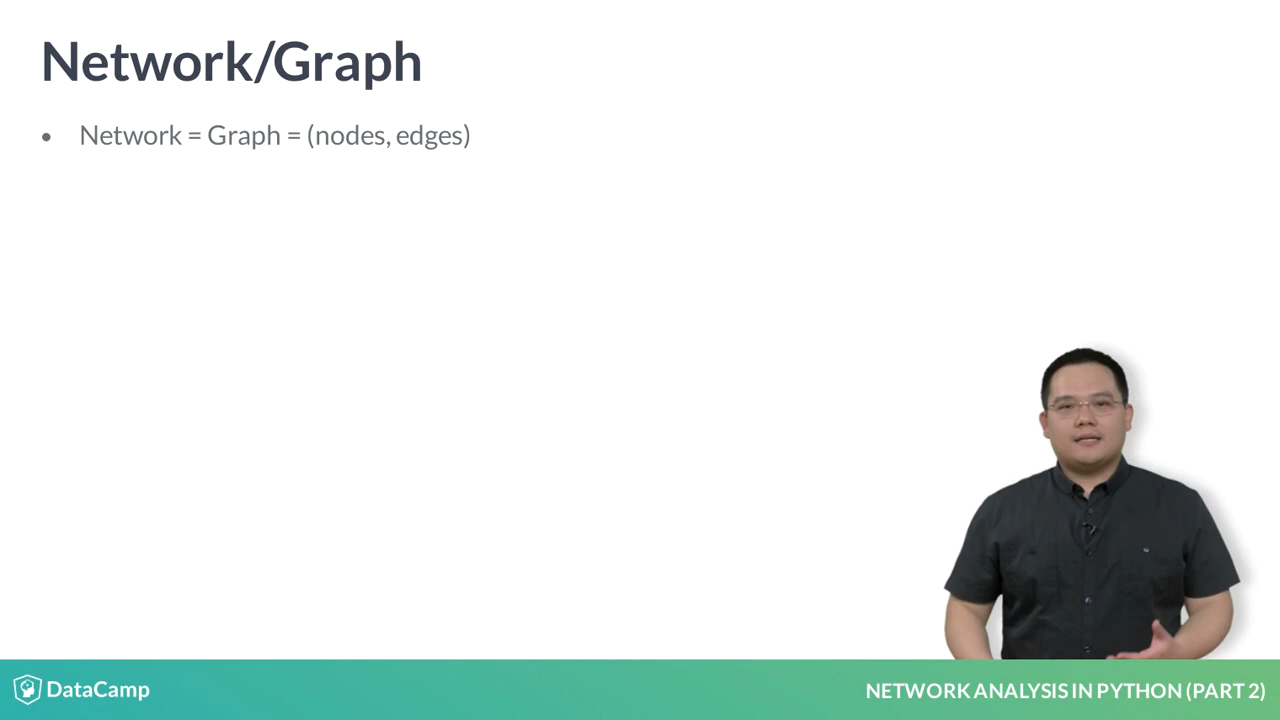 Network/Graph
• Network = Graph = (nodes, edges)
DataCamp
NETWORK ANALYSIS IN PYTHON (PART 2)